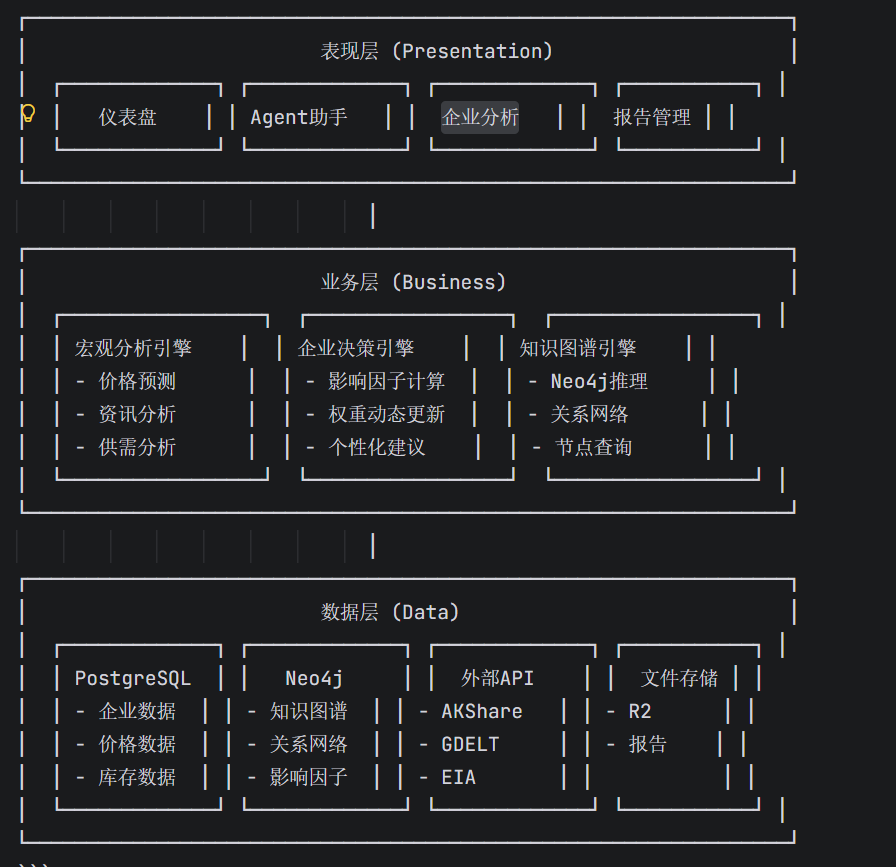 表现层 (Presentation)
仪表盘 Agent助手 企业分析 报告管理
业务层 (Business)
宏观分析引擎 企业决策引擎 知识图谱引擎
- 价格预测 - 影响因子计算 - Neo4j推理
- 资讯分析 - 权重动态更新 - 关系网络
- 供需分析 - 个性化建议 - 节点查询
数据层 (Data)
PostgreSQL Neo4j 外部API 文件存储
- 企业数据 - 知识图谱 - AKShare - R2
- 价格数据 - 关系网络 - GDELT - 报告
- 库存数据 - 影响因子 - EIA
```